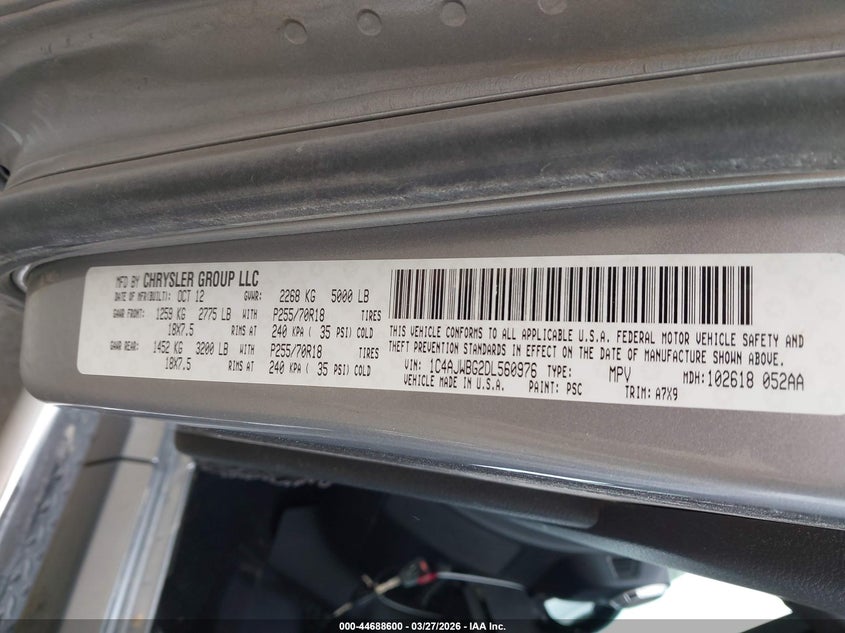 MFD BY CHRYSLER GROUP LLC
DATE OF MFR(BUILT): OCT 12 GVWR: 2268 KG 5000 LB
GAWR FRONT: 1259 KG 2775 LB WITH P255/70R18 TIRES
18X7.5 RIMS AT 240 KPA ( 35 PSI) COLD
GAWR REAR: 1452 KG 3200 LB WITH P255/70R18 TIRES
18X7.5 RIMS AT 240 KPA ( 35 PSI) COLD
THIS VEHICLE CONFORMS TO ALL APPLICABLE U.S.A. FEDERAL MOTOR VEHICLE SAFETY AND
THEFT PREVENTION STANDARDS IN EFFECT ON THE DATE OF MANUFACTURE SHOWN ABOVE.
VIN: 1C4AJWBG2DL560976 TYPE: MPV MDH:102618 052AA
VEHICLE MADE IN U.S.A. PAINT: PSC TRIM: A7X9
000-44688600 — 03/27/2026 — IAA Inc.